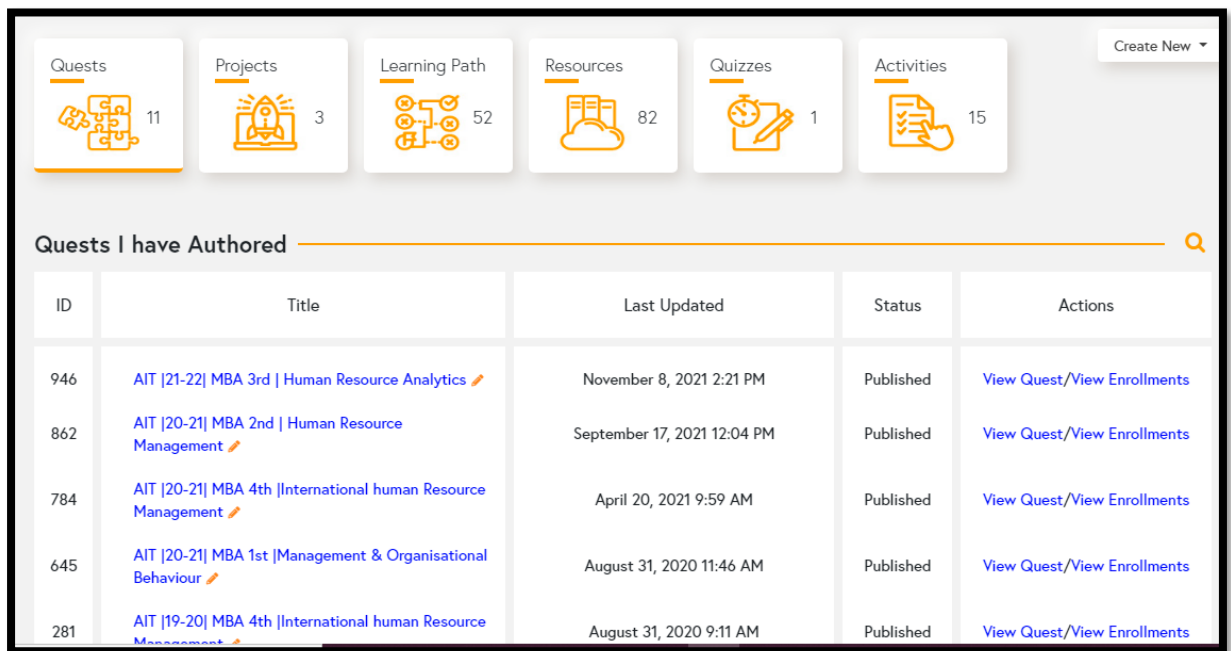 Create New
Quests
Projects
Learning Path
Resources
Quizzes
Activities
11
3
52
82
1
15
Quests I have Authored
ID Title Last Updated Status Actions
946 AIT |21-22| MBA 3rd | Human Resource Analytics November 8, 2021 2:21 PM Published View Quest/View Enrollments
AIT |20-21| MBA 2nd | Human Resource
862 September 17, 2021 12:04 PM Published View Quest/View Enrollments
Management
AIT |20-21| MBA 4th |International human Resource
784 April 20, 2021 9:59 AM Published View Quest/View Enrollments
Management
AIT |20-21| MBA 1st |Management & Organisational
645 August 31, 2020 11:46 AM Published View Quest/View Enrollments
Behaviour
AIT |19-20| MBA 4th |International human Resource
281 August 31, 2020 9:11 AM Published View Quest/View Enrollments
Management